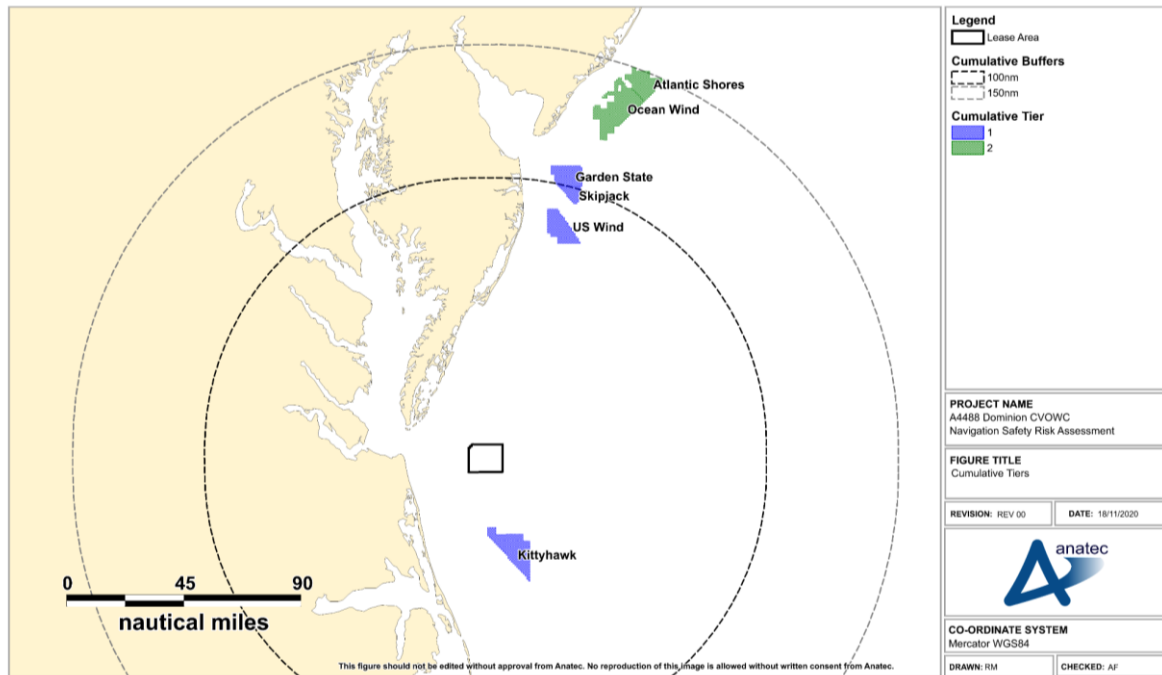 Atlantic Shores
Ocean Wind
Garden State
Skipjack
US Wind
Kittyhawk
0 45 90
nautical miles
This figure should not be edited without approval from Anatec. No reproduction of this image is allowed without written consent from Anatec.
Legend
Lease Area
Cumulative Buffers
100nm
150nm
Cumulative Tier
1
2
PROJECT NAME
A4488 Dominion CVOWC
Navigation Safety Risk Assessment
FIGURE TITLE
Cumulative Tiers
REVISION: REV 00 DATE: 18/11/2020
anatec
CO-ORDINATE SYSTEM
Mercator WGS84
DRAWN: RM CHECKED: AF